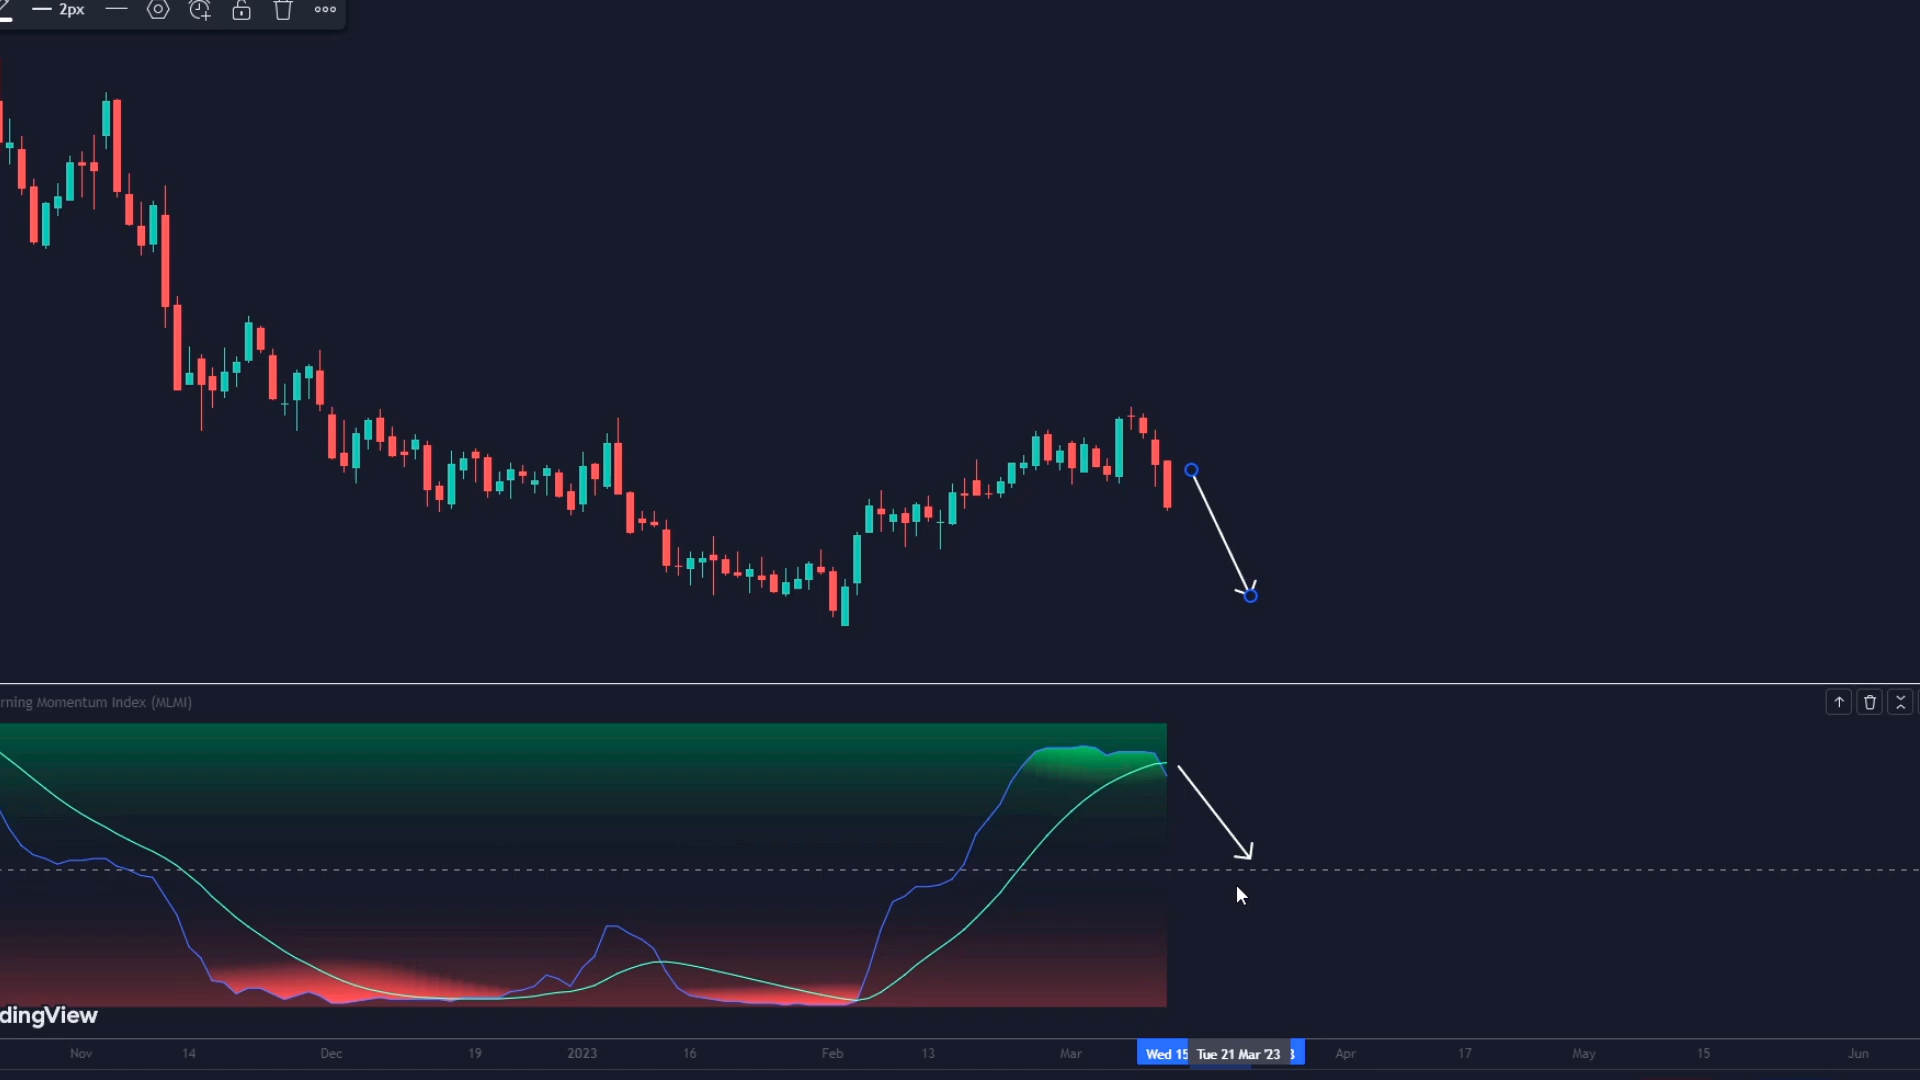 2px
rning Momentum Index (MLMI)
dingView
Nov 14 Dec 19 2023 16 Feb 13 Mar Wed 15 Tue 21 Mar '23 3 Apr 17 May 15 Jun